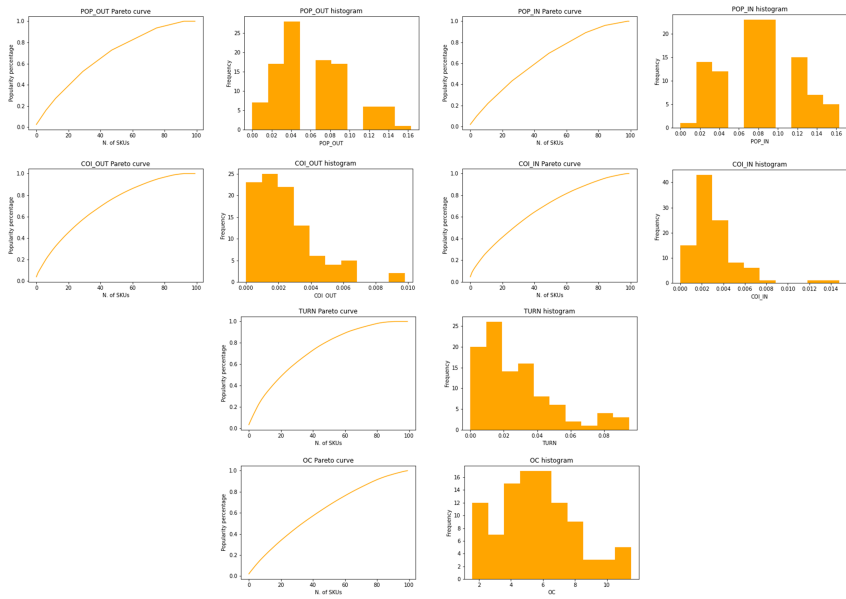 POP_OUT Pareto curve
Popularity percentage
1.0
0.8
0.6
0.4
0.2
0.0
0 20 40 60 80 100
N. of SKUs
POP_OUT histogram
Frequency
25
20
15
10
5
0
0.00 0.02 0.04 0.06 0.08 0.10 0.12 0.14 0.16
POP_OUT
POP_IN Pareto curve
Popularity percentage
1.0
0.8
0.6
0.4
0.2
0.0
0 20 40 60 80 100
N. of SKUs
POP_IN histogram
Frequency
20
15
10
5
0
0.00 0.02 0.04 0.06 0.08 0.10 0.12 0.14 0.16
POP_IN
COI_OUT Pareto curve
Popularity percentage
1.0
0.8
0.6
0.4
0.2
0.0
0 20 40 60 80 100
N. of SKUs
COI_OUT histogram
Frequency
25
20
15
10
5
0
0.000 0.002 0.004 0.006 0.008 0.010
COI_OUT
COI_IN Pareto curve
Popularity percentage
1.0
0.8
0.6
0.4
0.2
0.0
0 20 40 60 80 100
N. of SKUs
COI_IN histogram
Frequency
40
30
20
10
0
0.000 0.002 0.004 0.006 0.008 0.010 0.012 0.014
COI_IN
TURN Pareto curve
Popularity percentage
1.0
0.8
0.6
0.4
0.2
0.0
0 20 40 60 80 100
N. of SKUs
TURN histogram
Frequency
25
20
15
10
5
0
0.00 0.02 0.04 0.06 0.08
TURN
OC Pareto curve
Popularity percentage
1.0
0.8
0.6
0.4
0.2
0.0
0 20 40 60 80 100
N. of SKUs
OC histogram
Frequency
16
14
12
10
8
6
4
2
0
2 4 6 8 10
OC